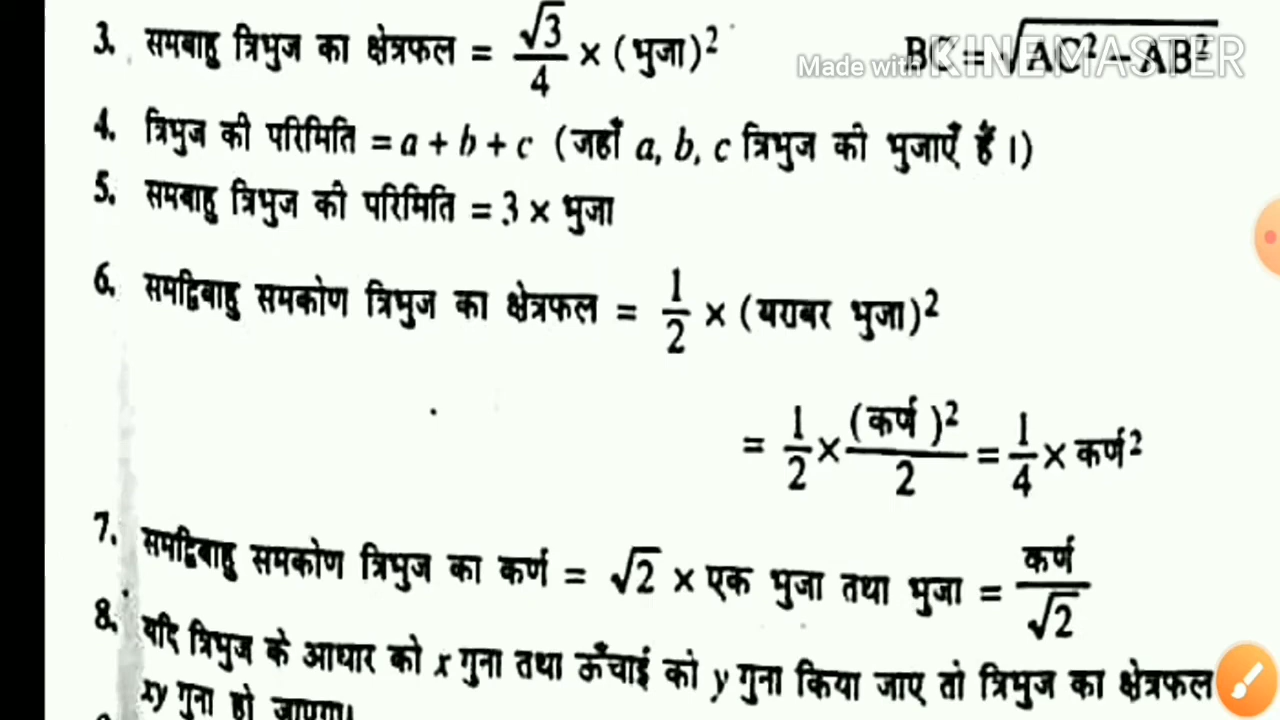 3. समबाहु त्रिभुज का क्षेत्रफल = √3/4 × (भुजा)² BC = √AC² – AB²
Made with KINEMASTER
4. त्रिभुज की परिमिति = a + b + c (जहाँ a, b, c त्रिभुज की भुजाएँ हैं।)
5. समबाहु त्रिभुज की परिमिति = 3 × भुजा
6. समद्विबाहु समकोण त्रिभुज का क्षेत्रफल = 1/2 × (बराबर भुजा)²
= 1/2 × (कर्ण)²/2 = 1/4 × कर्ण²
7. समद्विबाहु समकोण त्रिभुज का कर्ण = √2 × एक भुजा तथा भुजा = कर्ण/√2
8. यदि त्रिभुज के आधार को x गुना तथा ऊँचाई को y गुना किया जाए तो त्रिभुज का क्षेत्रफल
xy गुना हो जाएगा।